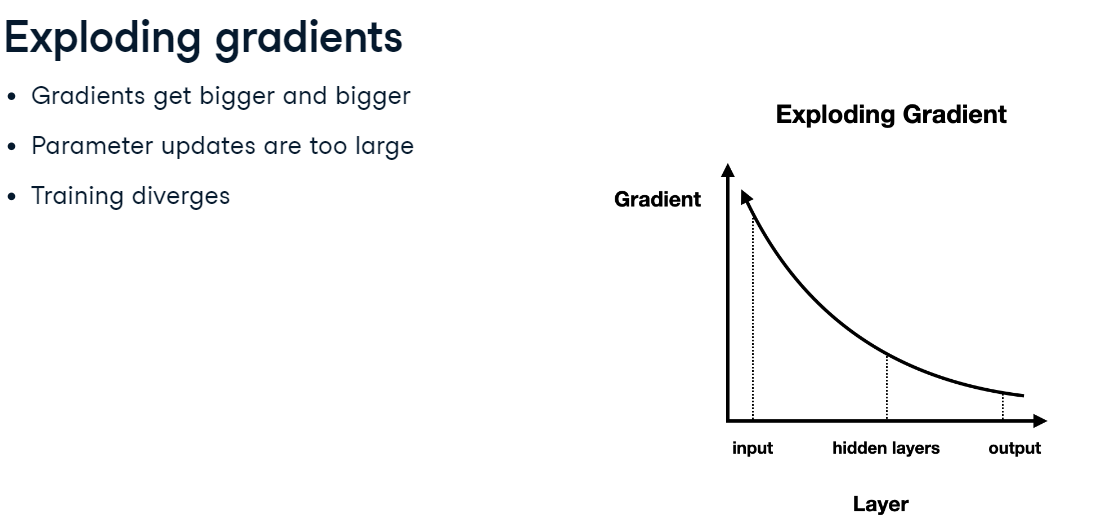 Exploding gradients
• Gradients get bigger and bigger
• Parameter updates are too large
• Training diverges
Exploding Gradient
Gradient
input hidden layers output
Layer